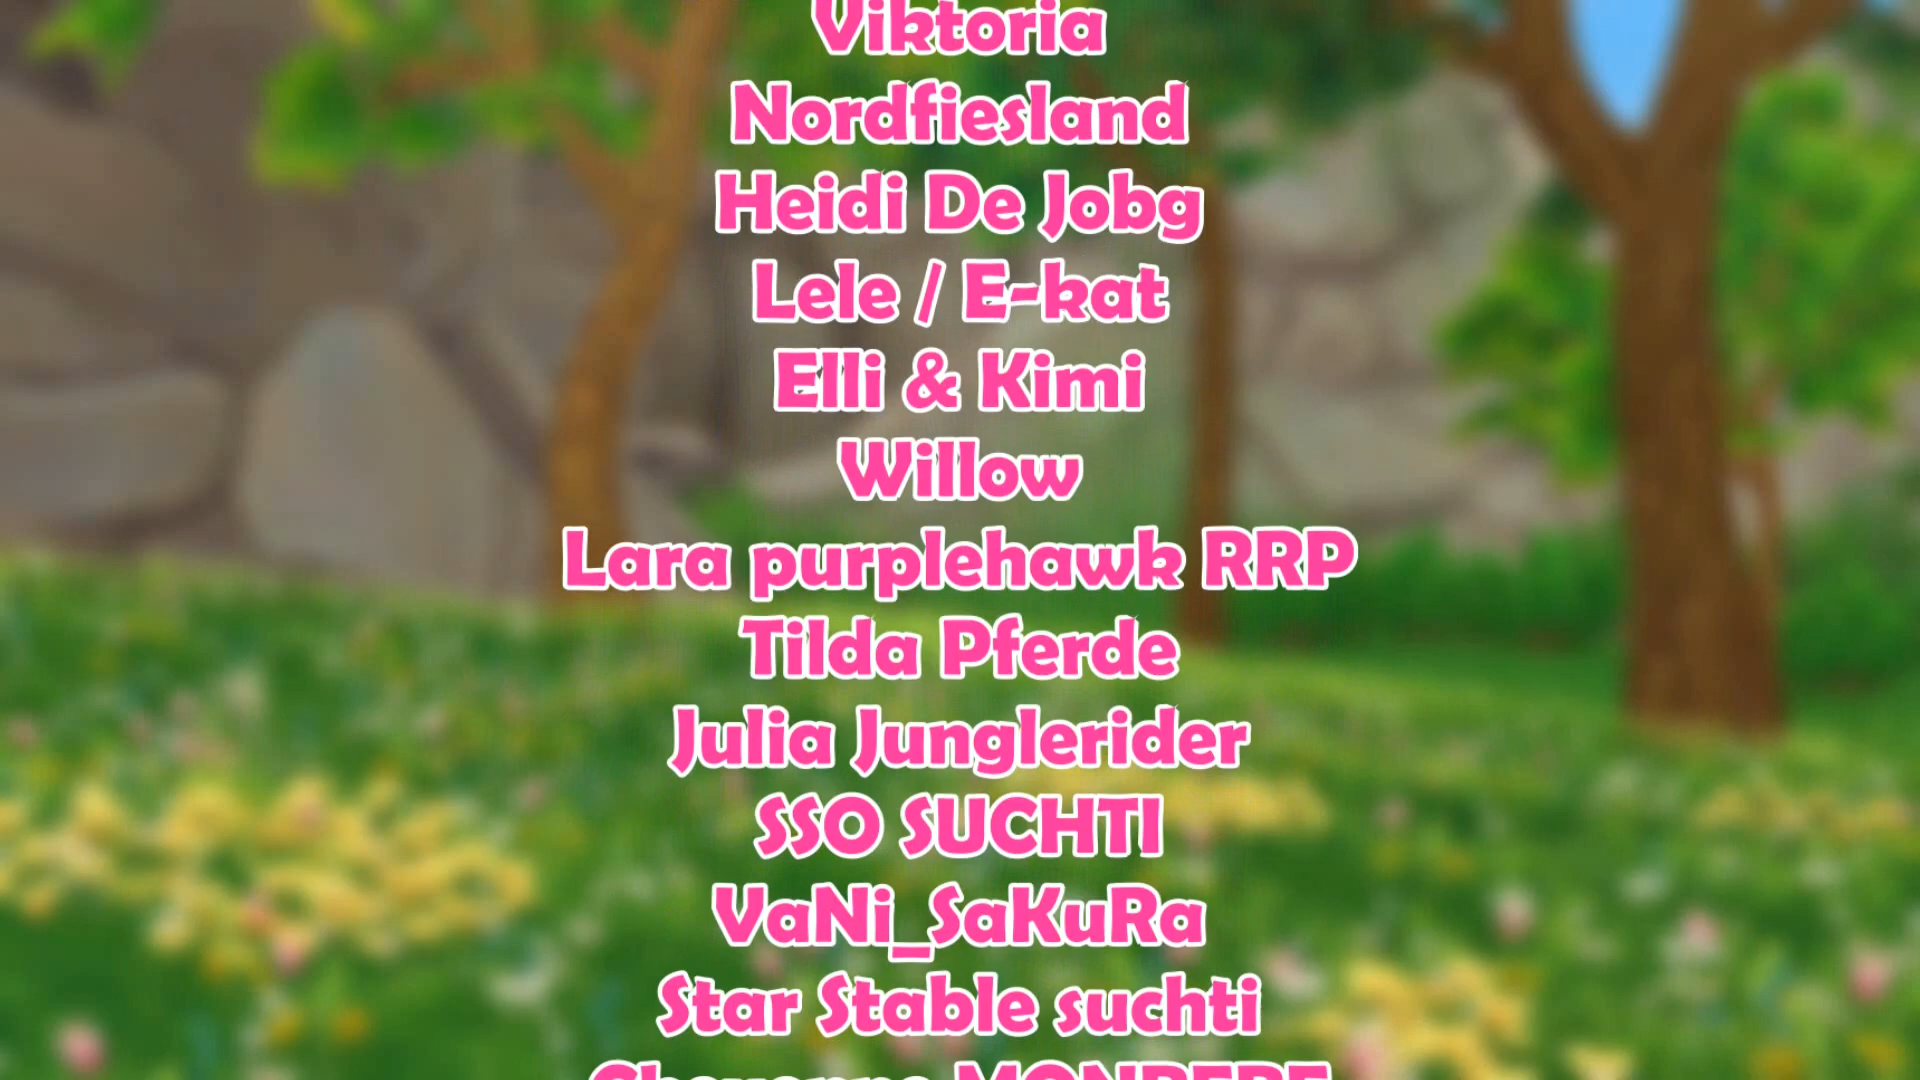 Viktoria
Nordfiesland
Heidi De Jobg
Lele / E-kat
Elli & Kimi
Willow
Lara purplehawk RRP
Tilda Pferde
Julia Junglerider
SSO SUCHTI
VaNi_SaKuRa
Star Stable suchti